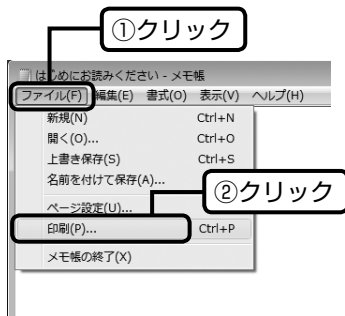 ①クリック
はじめにお読みください - メモ帳
ファイル(F) 編集(E) 書式(O) 表示(V) ヘルプ(H)
新規(N) Ctrl+N
開く(O)... Ctrl+O
上書き保存(S) Ctrl+S
名前を付けて保存(A)...
②クリック
ページ設定(U)...
印刷(P)... Ctrl+P
メモ帳の終了(X)